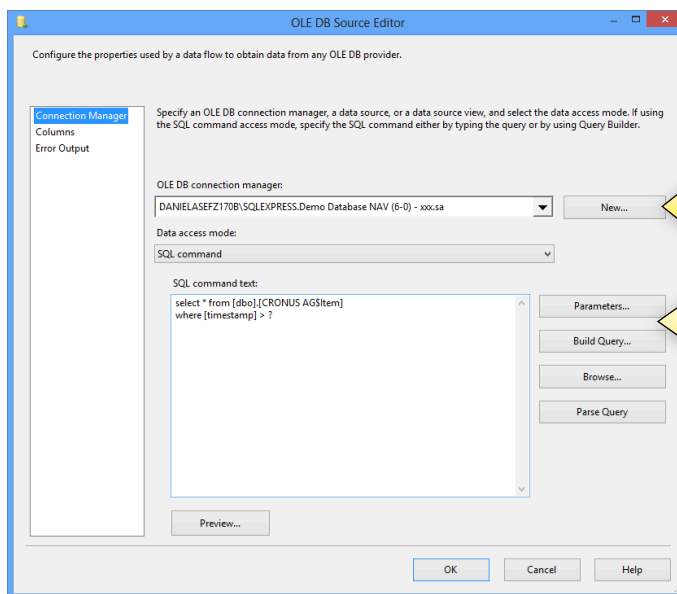 OLE DB Source Editor
Configure the properties used by a data flow to obtain data from any OLE DB provider.
Connection Manager
Columns
Error Output
Specify an OLE DB connection manager, a data source, or a data source view, and select the data access mode. If using
the SQL command access mode, specify the SQL command either by typing the query or by using Query Builder.
OLE DB connection manager:
DANIELASEFZ170B\SQLEXPRESS.Demo Database NAV (6-0) - xxx.sa
New...
Data access mode:
SQL command
SQL command text:
select * from [dbo].[CRONUS AG$Item]
where [timestamp] > ?
Parameters...
Build Query...
Browse...
Parse Query
Preview...
OK
Cancel
Help